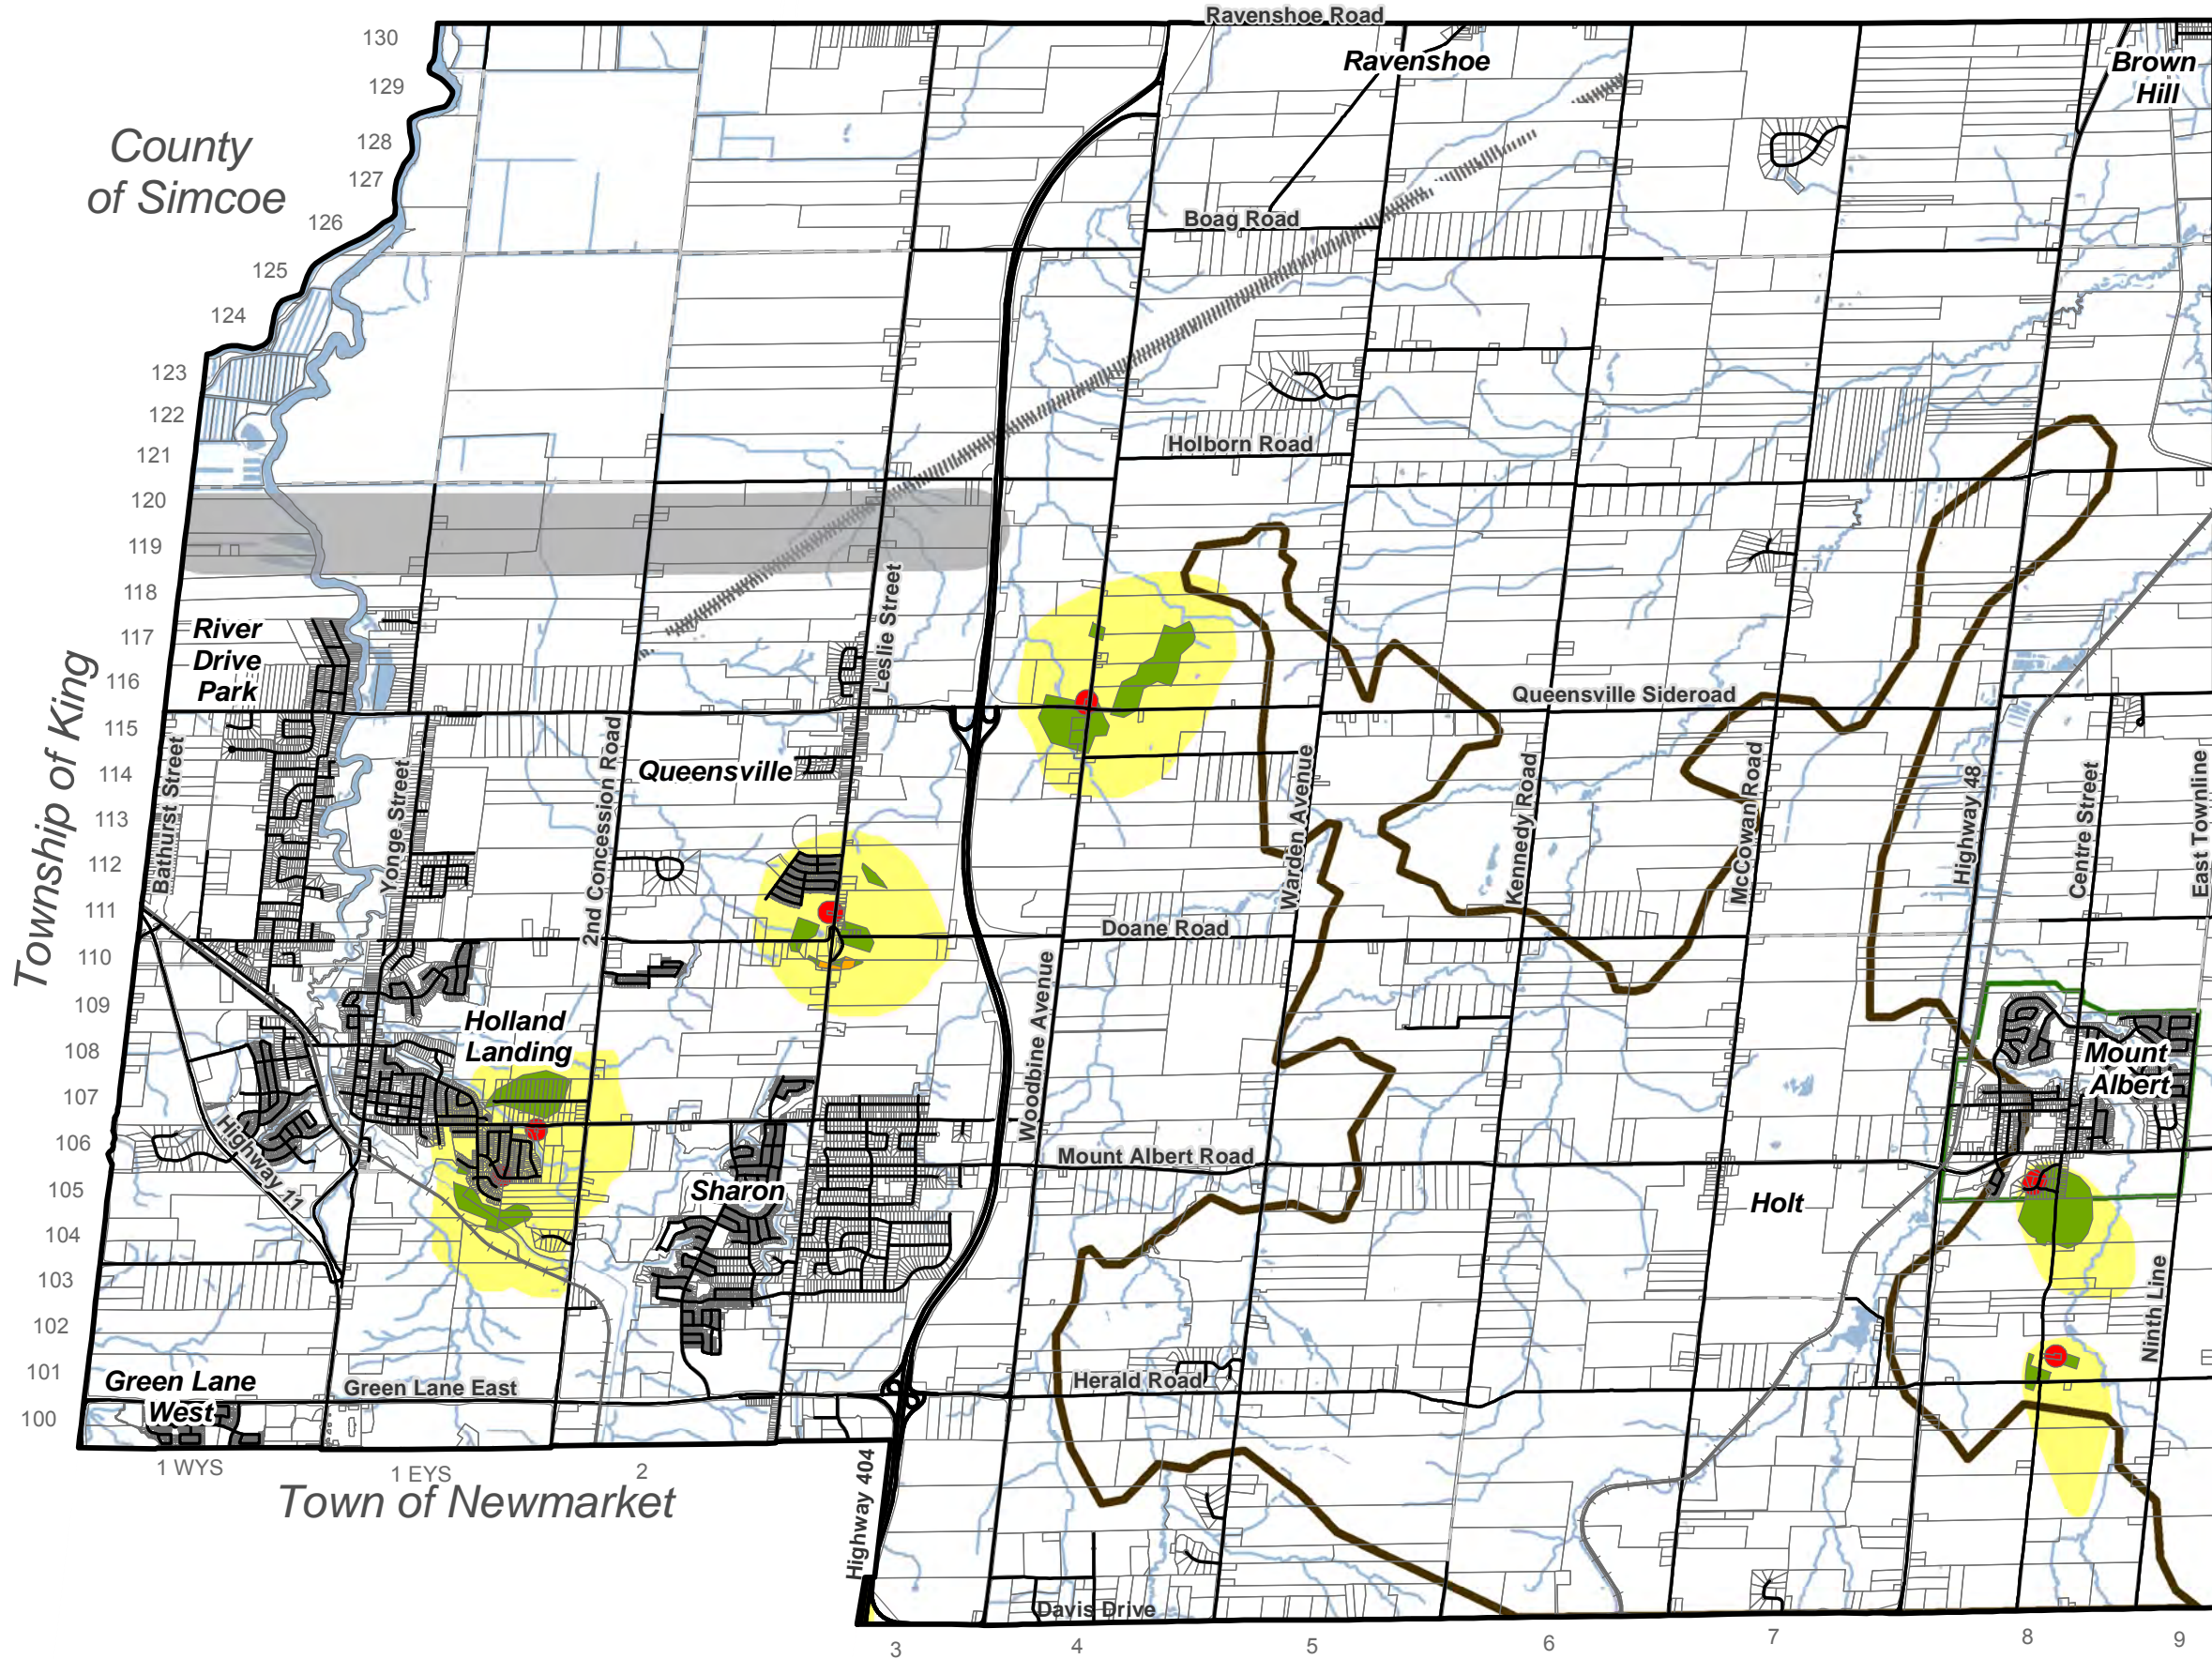 Ravenshoe Road
130
Ravenshoe
Brown
Hill
129
County
of Simcoe
128
127
126
Boag Road
125
124
123
122
121
Holborn Road
120
119
118
Leslie Street
River
Drive
Park
117
116
Township of King
Queensville Sideroad
115
Bathurst Street
Yonge Street
2nd Concession Road
Queensville
Warden Avenue
Kennedy Road
McCowan Road
Highway 48
Centre Street
East Townline
114
113
112
111
Doane Road
110
Woodbine Avenue
109
Holland
Landing
108
Mount
Albert
107
106
Highway 11
Mount Albert Road
105
Sharon
Holt
104
103
Ninth Line
102
101
Green Lane
West
Green Lane East
Herald Road
100
1 WYS
1 EYS
2
Town of Newmarket
Highway 404
Davis Drive
3
4
5
6
7
8
9